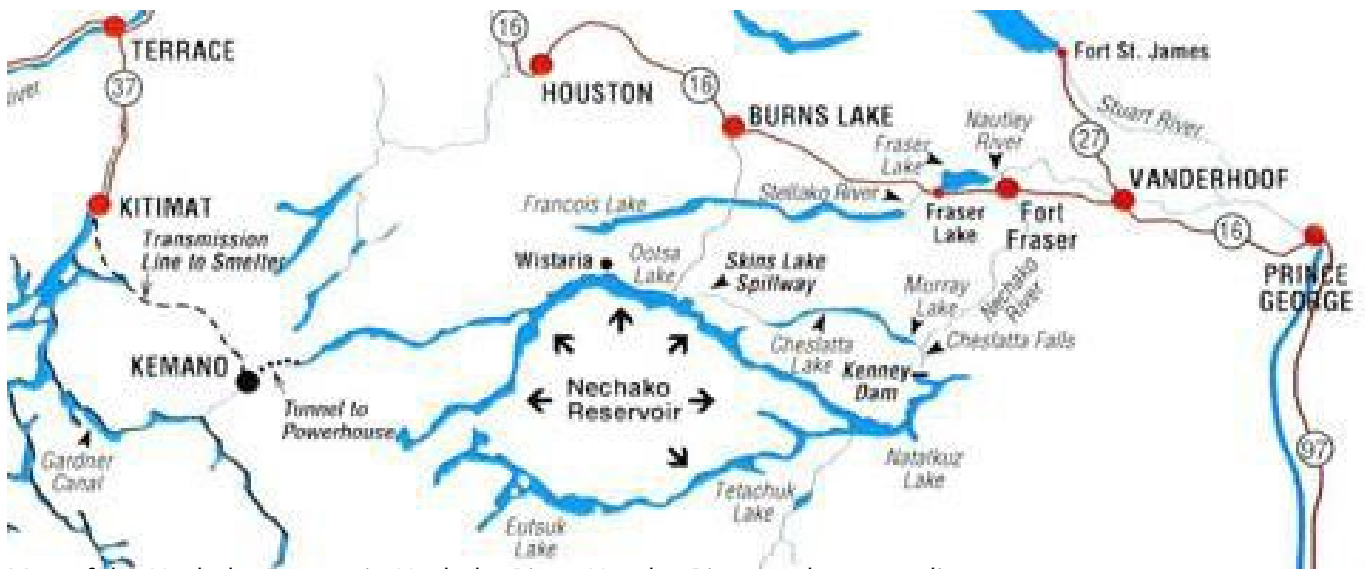 TERRACE
37
16
HOUSTON
16
BURNS LAKE
Fort St. James
Stuart River
27
Nautley
River
Fraser
Lake
VANDERHOOF
KITIMAT
Transmission
Line to Smelter
Francois Lake
Stellako River
Fraser
Lake
Fort
Fraser
16
PRINCE
GEORGE
Wistaria
Ootsa
Lake
Skins Lake
Spillway
Murray
Lake
Nechako
River
Cheslatta
Lake
Cheslatta Falls
Kenney
Dam
KEMANO
Tunnel to
Powerhouse
Nechako
Reservoir
Gardner
Canal
Eutsuk
Lake
Tetachuk
Lake
Natalkuz
Lake
97